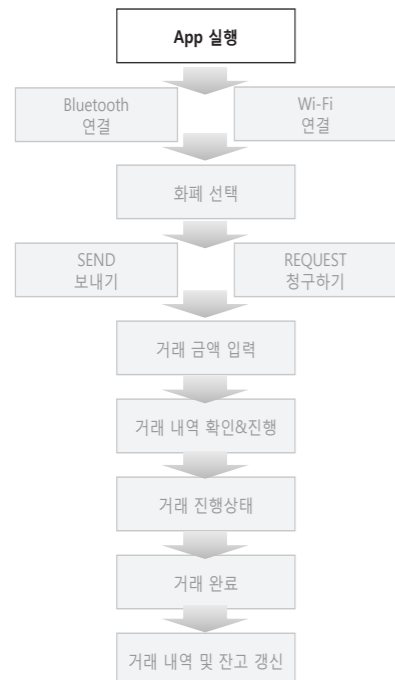 App 실행
Bluetooth
연결
Wi-Fi
연결
화폐 선택
SEND
보내기
REQUEST
청구하기
거래 금액 입력
거래 내역 확인&진행
거래 진행상태
거래 완료
거래 내역 및 잔고 갱신